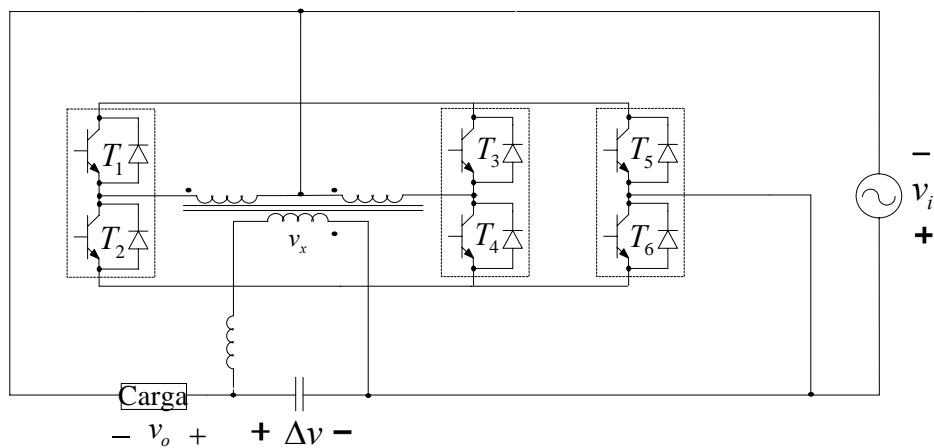 T1
T3
T5
−
vi
+
T2
vx
T4
T6
Carga
− vo +
+ Δv −